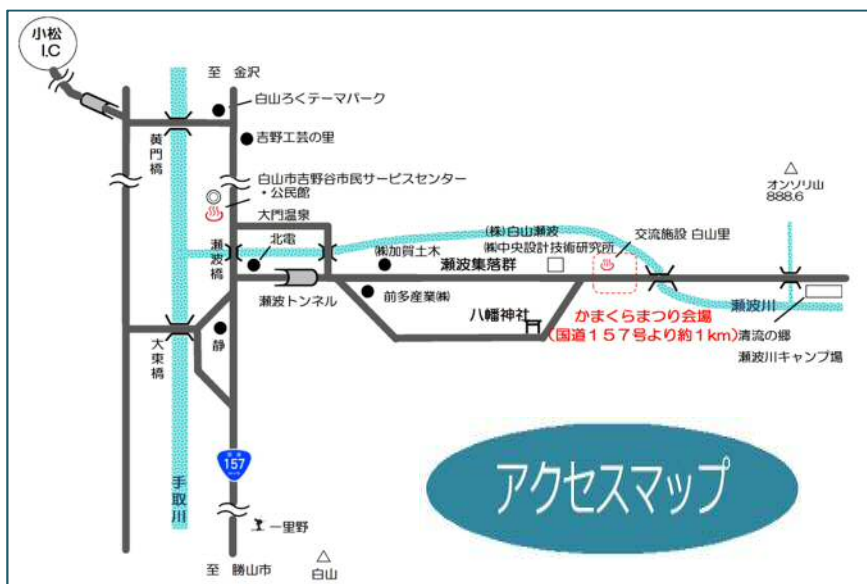 小松
I.C
至　金沢
白山ろくテーマパーク
黄門橋
吉野工芸の里
白山市吉野谷市民サービスセンター
・公民館
大門温泉
オンソリ山
888.6
瀬波橋
北電
㈱加賀土木
(株)白山瀬波
㈱中央設計技術研究所
交流施設 白山里
瀬波集落群
瀬波トンネル
前多産業㈱
八幡神社
かまくらまつり会場
(国道157号より約1km)
瀬波川
清流の郷
瀬波川キャンプ場
大東橋
静
157
手取川
一里野
至　勝山市
白山
アクセスマップ